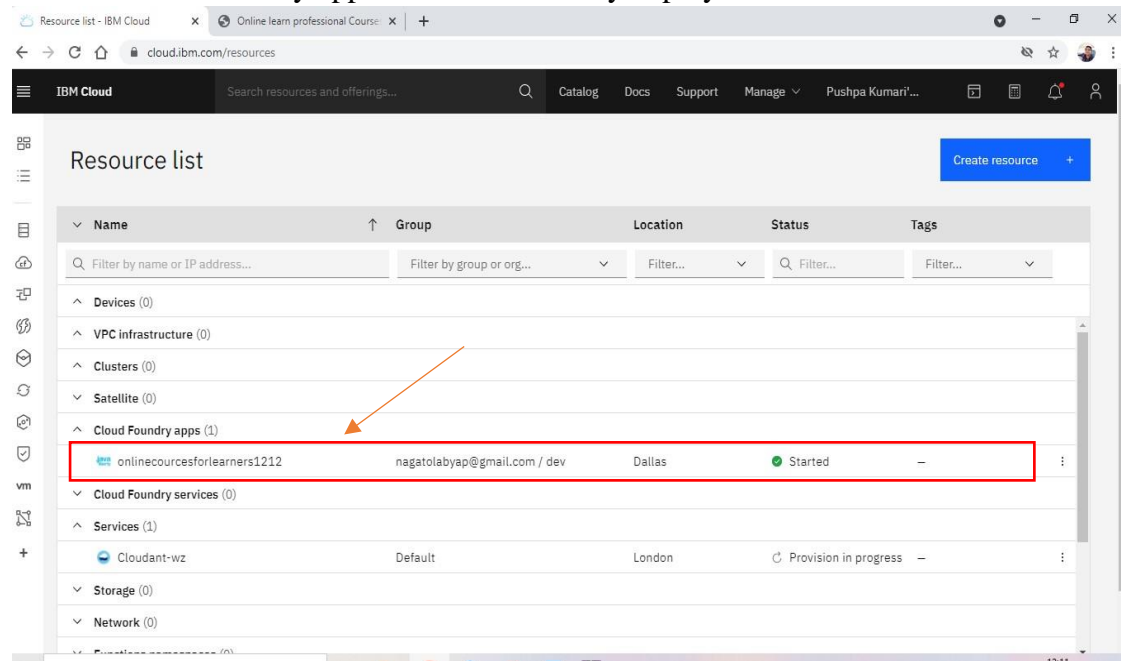 Resource list - IBM Cloud
Online learn professional Course
cloud.ibm.com/resources
IBM Cloud Search resources and offerings... Catalog Docs Support Manage Pushpa Kumari'...
Resource list
Create resource +
Name Group Location Status Tags
Filter by name or IP address... Filter by group or org... Filter... Filter... Filter...
Devices (0)
VPC infrastructure (0)
Clusters (0)
Satellite (0)
Cloud Foundry apps (1)
onlinecourcesforlearners1212 nagatolabyap@gmail.com / dev Dallas Started –
Cloud Foundry services (0)
vm
Services (1)
Cloudant-wz Default London Provision in progress –
Storage (0)
Network (0)